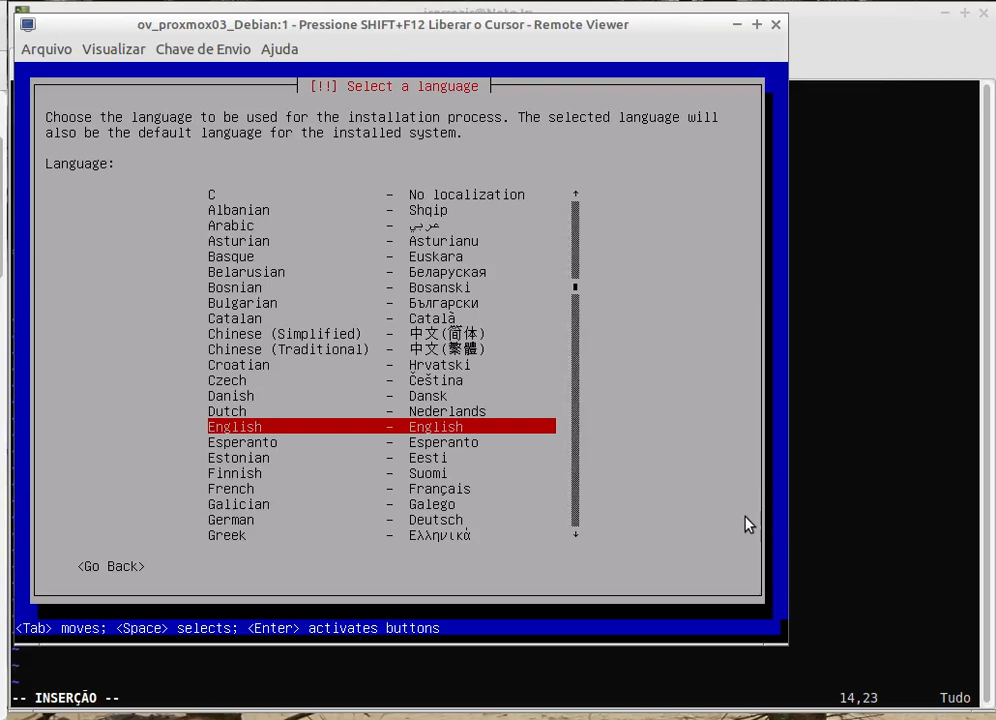 ov_proxmox03_Debian:1 - Pressione SHIFT+F12 Liberar o Cursor - Remote Viewer
Arquivo Visualizar Chave de Envio Ajuda
[!!] Select a language
Choose the language to be used for the installation process. The selected language will
also be the default language for the installed system.
Language:
C - No localization
Albanian - Shqip
Arabic - عربي
Asturian - Asturianu
Basque - Euskara
Belarusian - Беларуская
Bosnian - Bosanski
Bulgarian - Български
Catalan - Català
Chinese (Simplified) - 中文(简体)
Chinese (Traditional) - 中文(繁體)
Croatian - Hrvatski
Czech - Čeština
Danish - Dansk
Dutch - Nederlands
English - English
Esperanto - Esperanto
Estonian - Eesti
Finnish - Suomi
French - Français
Galician - Galego
German - Deutsch
Greek - Ελληνικά
<Go Back>
<Tab> moves; <Space> selects; <Enter> activates buttons
~
~
~
-- INSERÇÃO -- 14,23 Tudo